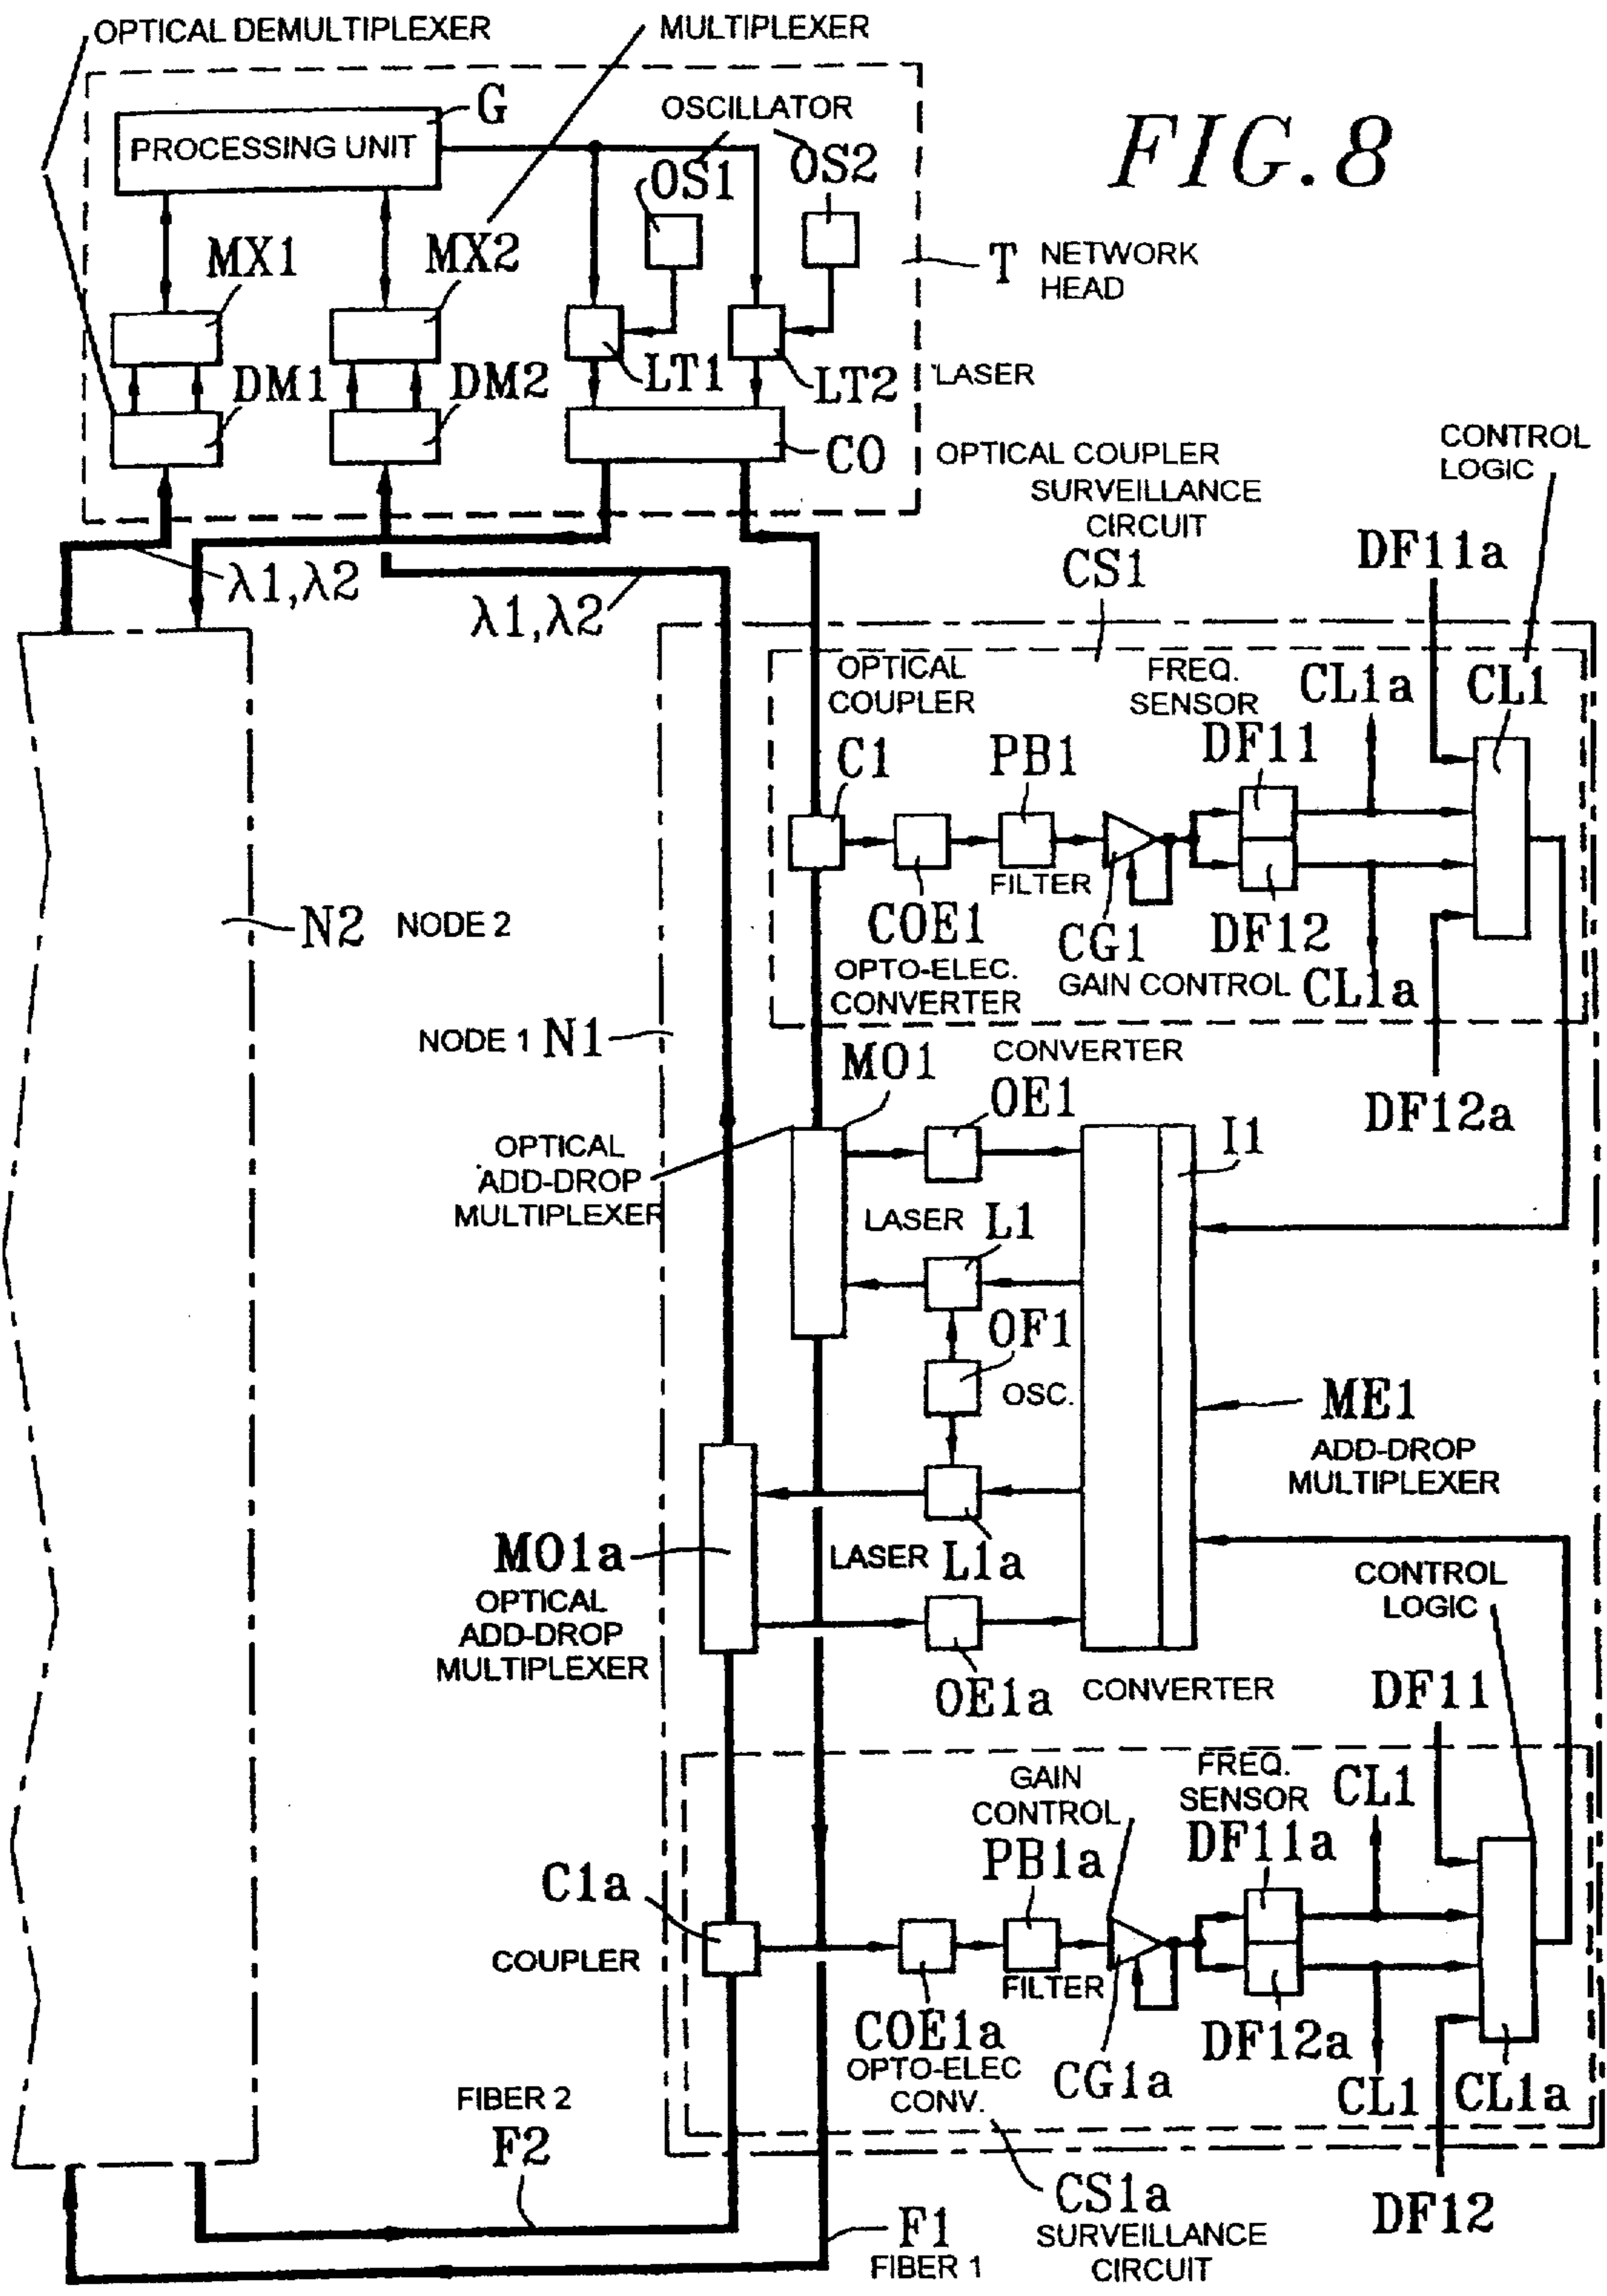 OPTICAL DEMULTIPLEXER
MULTIPLEXER
FIG. 8
G
PROCESSING UNIT
OSCILLATOR
OS1
OS2
T NETWORK
HEAD
MX1
MX2
LT1
LT2
LASER
DM1
DM2
CO
OPTICAL COUPLER
SURVEILLANCE
CIRCUIT
CS1
CONTROL
LOGIC
DF11a
λ1,λ2
λ1,λ2
OPTICAL
COUPLER
FREQ.
SENSOR
CL1a
CL1
C1
PB1
DF11
FILTER
N2 NODE 2
COE1
OPTO-ELEC.
CONVERTER
CG1
GAIN CONTROL
DF12
CL1a
NODE 1 N1
DF12a
MO1
CONVERTER
OE1
I1
OPTICAL
ADD-DROP
MULTIPLEXER
LASER L1
OF1
OSC.
ME1
ADD-DROP
MULTIPLEXER
MO1a
OPTICAL
ADD-DROP
MULTIPLEXER
LASER L1a
CONTROL
LOGIC
OE1a
CONVERTER
DF11
GAIN
CONTROL
FREQ.
SENSOR
CL1
PB1a
DF11a
C1a
COUPLER
FILTER
COE1a
OPTO-ELEC
CONV.
CG1a
DF12a
CL1
CL1a
FIBER 2
F2
CS1a
SURVEILLANCE
CIRCUIT
DF12
F1
FIBER 1